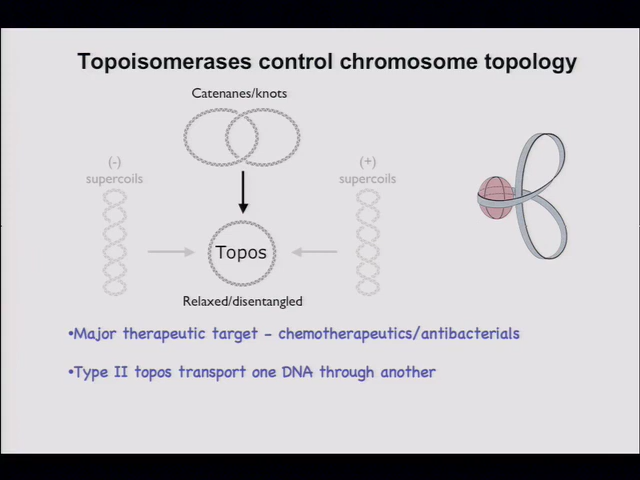 Topoisomerases control chromosome topology
Catenanes/knots
(-)
supercoils
(+)
supercoils
Topos
Relaxed/disentangled
•Major therapeutic target – chemotherapeutics/antibacterials
•Type II topos transport one DNA through another